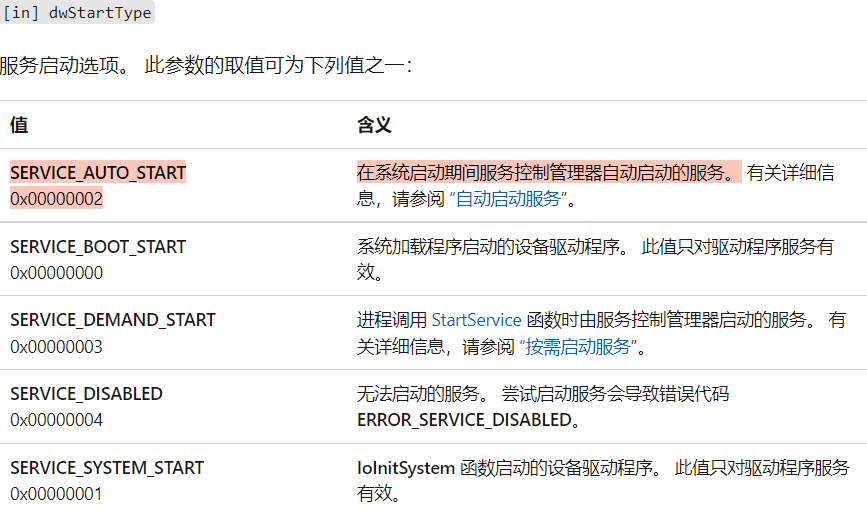 [in] dwStartType
服务启动选项。 此参数的取值可为下列值之一：
值 含义
SERVICE_AUTO_START 在系统启动期间服务控制管理器自动启动的服务。 有关详细信
0x00000002 息，请参阅 “自动启动服务”。
SERVICE_BOOT_START 系统加载程序启动的设备驱动程序。 此值只对驱动程序服务有
0x00000000 效。
SERVICE_DEMAND_START 进程调用 StartService 函数时由服务控制管理器启动的服务。 有
0x00000003 关详细信息，请参阅 “按需启动服务”。
SERVICE_DISABLED 无法启动的服务。 尝试启动服务会导致错误代码
0x00000004 ERROR_SERVICE_DISABLED。
SERVICE_SYSTEM_START IoInitSystem 函数启动的设备驱动程序。 此值只对驱动程序服务
0x00000001 有效。